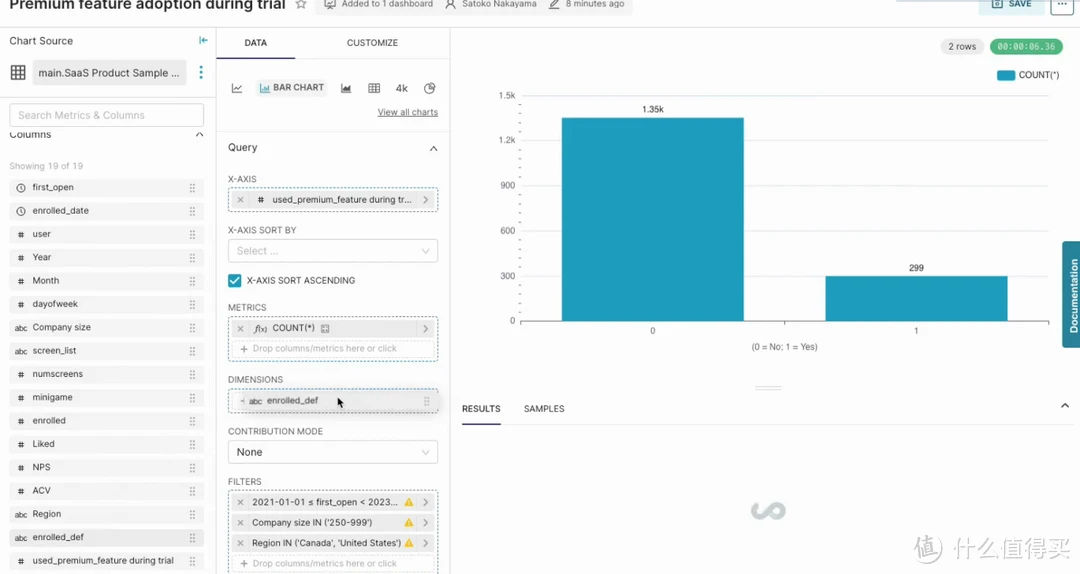 Premium feature adoption during trial
Added to 1 dashboard
Satoko Nakayama
8 minutes ago
SAVE
Chart Source
main.SaaS Product Sample ...
Search Metrics & Columns
Columns
Showing 19 of 19
first_open
enrolled_date
# user
# Year
# Month
# dayofweek
abc Company size
abc screen_list
# numscreens
# minigame
# enrolled
# Liked
# NPS
# ACV
abc Region
abc enrolled_def
# used_premium_feature during trial
DATA
CUSTOMIZE
BAR CHART
4k
View all charts
Query
X-AXIS
# used_premium_feature during tr...
X-AXIS SORT BY
Select ...
X-AXIS SORT ASCENDING
METRICS
f(x) COUNT(*)
+ Drop columns/metrics here or click
DIMENSIONS
abc enrolled_def
CONTRIBUTION MODE
None
FILTERS
2021-01-01 ≤ first_open < 2023...
Company size IN ('250-999')
Region IN ('Canada', 'United States')
+ Drop columns/metrics here or click
2 rows
00:00:06.36
COUNT(*)
1.5k
1.2k
900
600
300
0
1.35k
299
0
1
(0 = No; 1 = Yes)
Documentation
RESULTS
SAMPLES
值 什么值得买